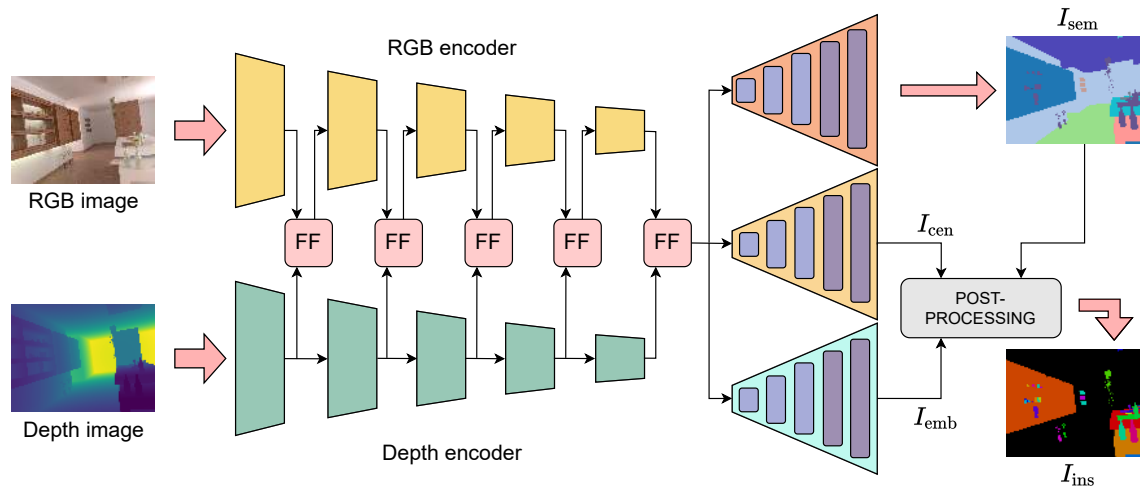 RGB encoder
I_sem
RGB image
FF
FF
FF
FF
FF
I_cen
POST-
PROCESSING
Depth image
Depth encoder
I_emb
I_ins